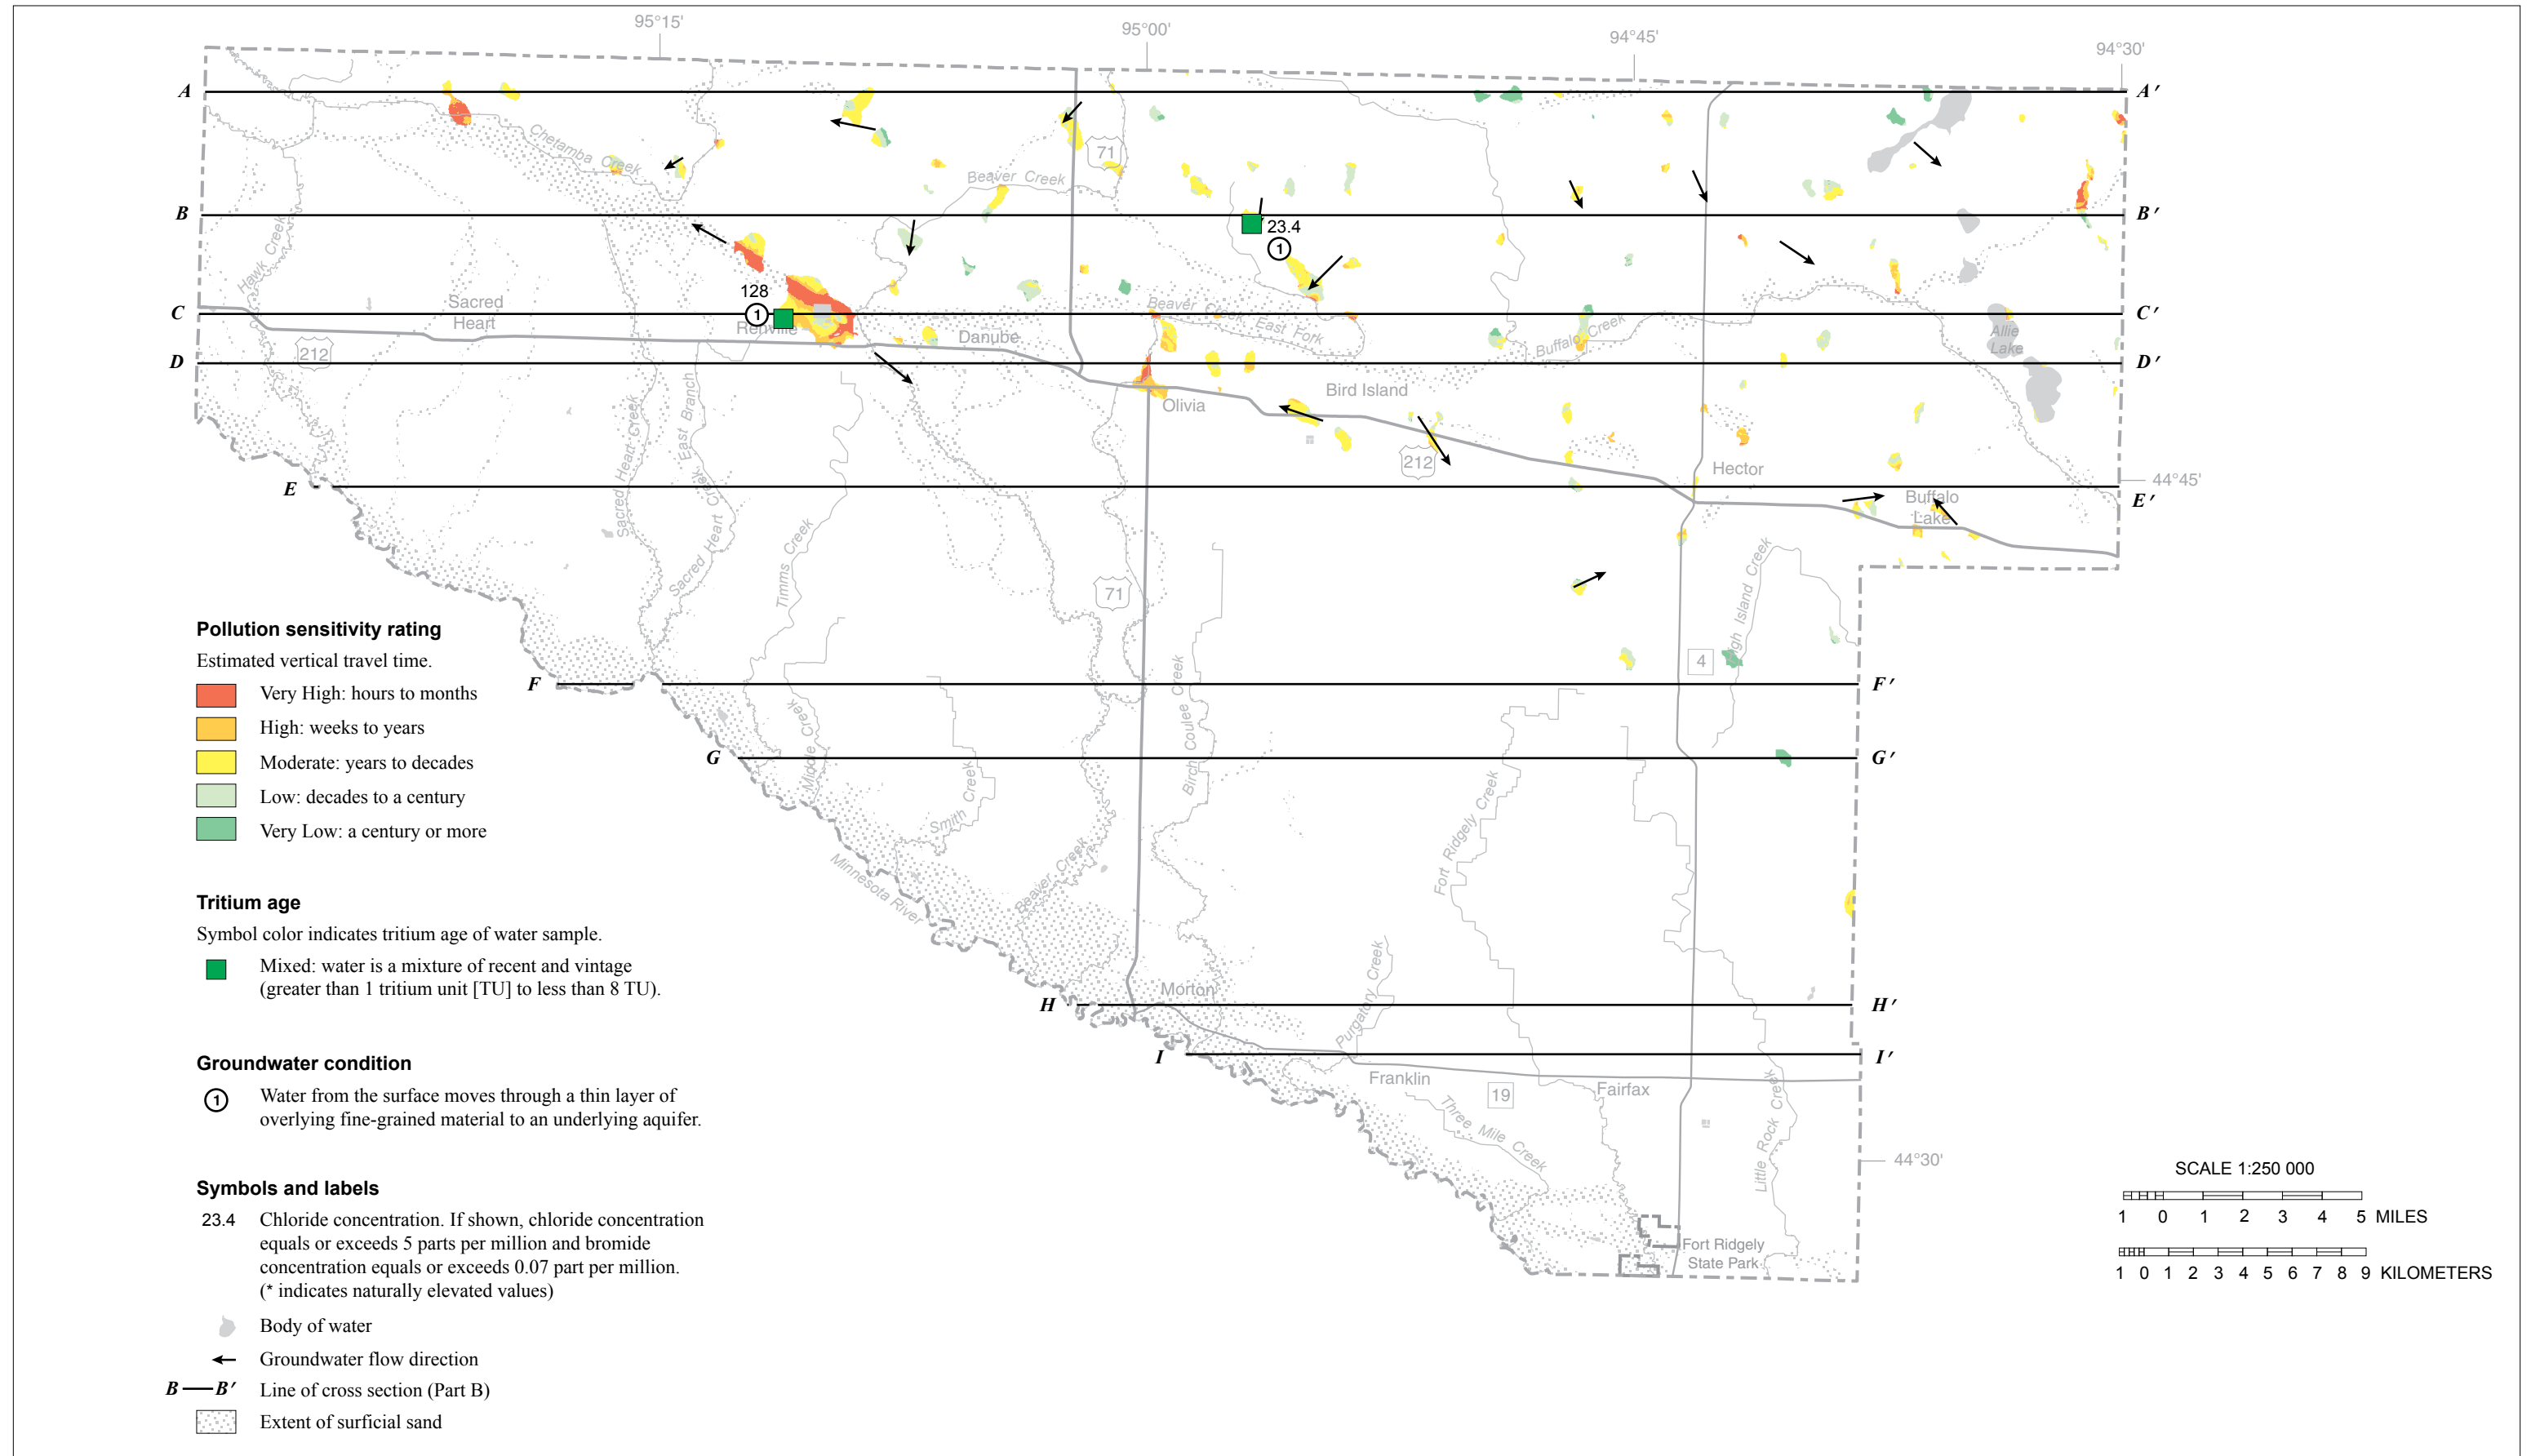 95°15'
95°00'
94°45'
94°30'
A
A'
Chetamba Creek
71
Beaver Creek
B
B'
23.4
1
Hawk Creek
128
1
Sacred
Heart
Renville
C
C'
Beaver Creek East Fork
Buffalo Creek
Allie
Lake
212
Danube
D
D'
Bird Island
Olivia
212
Hector
44°45'
E
E'
Buffalo
Lake
Sacred Heart Creek
East Branch
Sacred Heart Creek
Timms Creek
71
High Island Creek
4
F
F'
Middle Creek
Birch Coulee Creek
G
G'
Smith Creek
Fort Ridgely Creek
Minnesota River
Beaver Creek
Purgatory Creek
Morton
H
H'
I
I'
Franklin
19
Fairfax
Three Mile Creek
Little Rock Creek
44°30'
Fort Ridgely
State Park
Pollution sensitivity rating
Estimated vertical travel time.
Very High: hours to months
High: weeks to years
Moderate: years to decades
Low: decades to a century
Very Low: a century or more
Tritium age
Symbol color indicates tritium age of water sample.
Mixed: water is a mixture of recent and vintage
(greater than 1 tritium unit [TU] to less than 8 TU).
Groundwater condition
1 Water from the surface moves through a thin layer of
overlying fine-grained material to an underlying aquifer.
Symbols and labels
23.4 Chloride concentration. If shown, chloride concentration
equals or exceeds 5 parts per million and bromide
concentration equals or exceeds 0.07 part per million.
(* indicates naturally elevated values)
Body of water
Groundwater flow direction
B B' Line of cross section (Part B)
Extent of surficial sand
SCALE 1:250 000
1 0 1 2 3 4 5 MILES
1 0 1 2 3 4 5 6 7 8 9 KILOMETERS